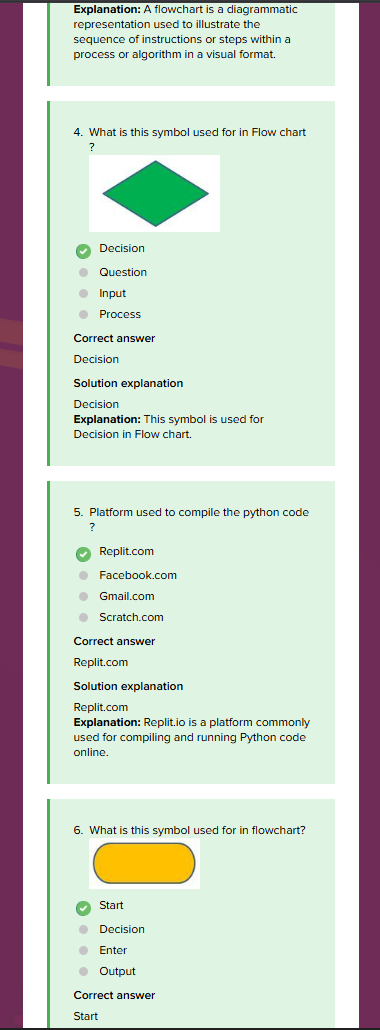 Explanation: A flowchart is a diagrammatic
representation used to illustrate the
sequence of instructions or steps within a
process or algorithm in a visual format.
4. What is this symbol used for in Flow chart
?
Decision
Question
Input
Process
Correct answer
Decision
Solution explanation
Decision
Explanation: This symbol is used for
Decision in Flow chart.
5. Platform used to compile the python code
?
Replit.com
Facebook.com
Gmail.com
Scratch.com
Correct answer
Replit.com
Solution explanation
Replit.com
Explanation: Replit.io is a platform commonly
used for compiling and running Python code
online.
6. What is this symbol used for in flowchart?
Start
Decision
Enter
Output
Correct answer
Start